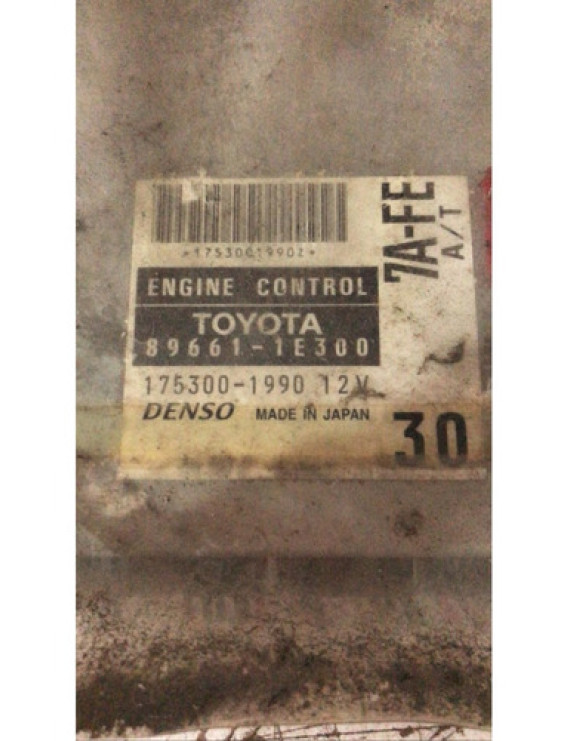 *17530019902*
7A-FE
A/T
ENGINE CONTROL
TOYOTA
89661-1E300
175300-1990 12V
DENSO MADE IN JAPAN
30